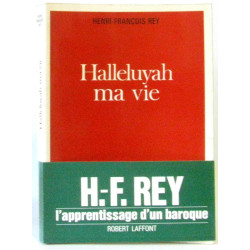 HENRI FRANÇOIS REY
Halleluyah
ma vie
H.-F. REY
l'apprentissage d'un baroque
ROBERT LAFFONT